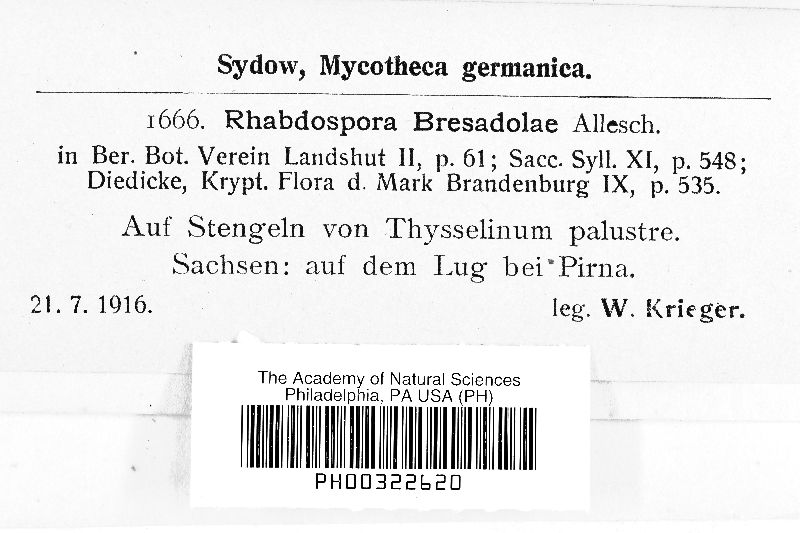 Sydow, Mycotheca germanica.
1666. Rhabdospora Bresadolae Allesch.
in Ber. Bot. Verein Landshut II, p. 61; Sacc. Syll. XI, p. 548;
Diedicke, Krypt. Flora d. Mark Brandenburg IX, p. 535.
Auf Stengeln von Thysselinum palustre.
Sachsen: auf dem Lug bei Pirna.
21. 7. 1916. leg. W. Krieger.
The Academy of Natural Sciences
Philadelphia, PA USA (PH)
PH00322620